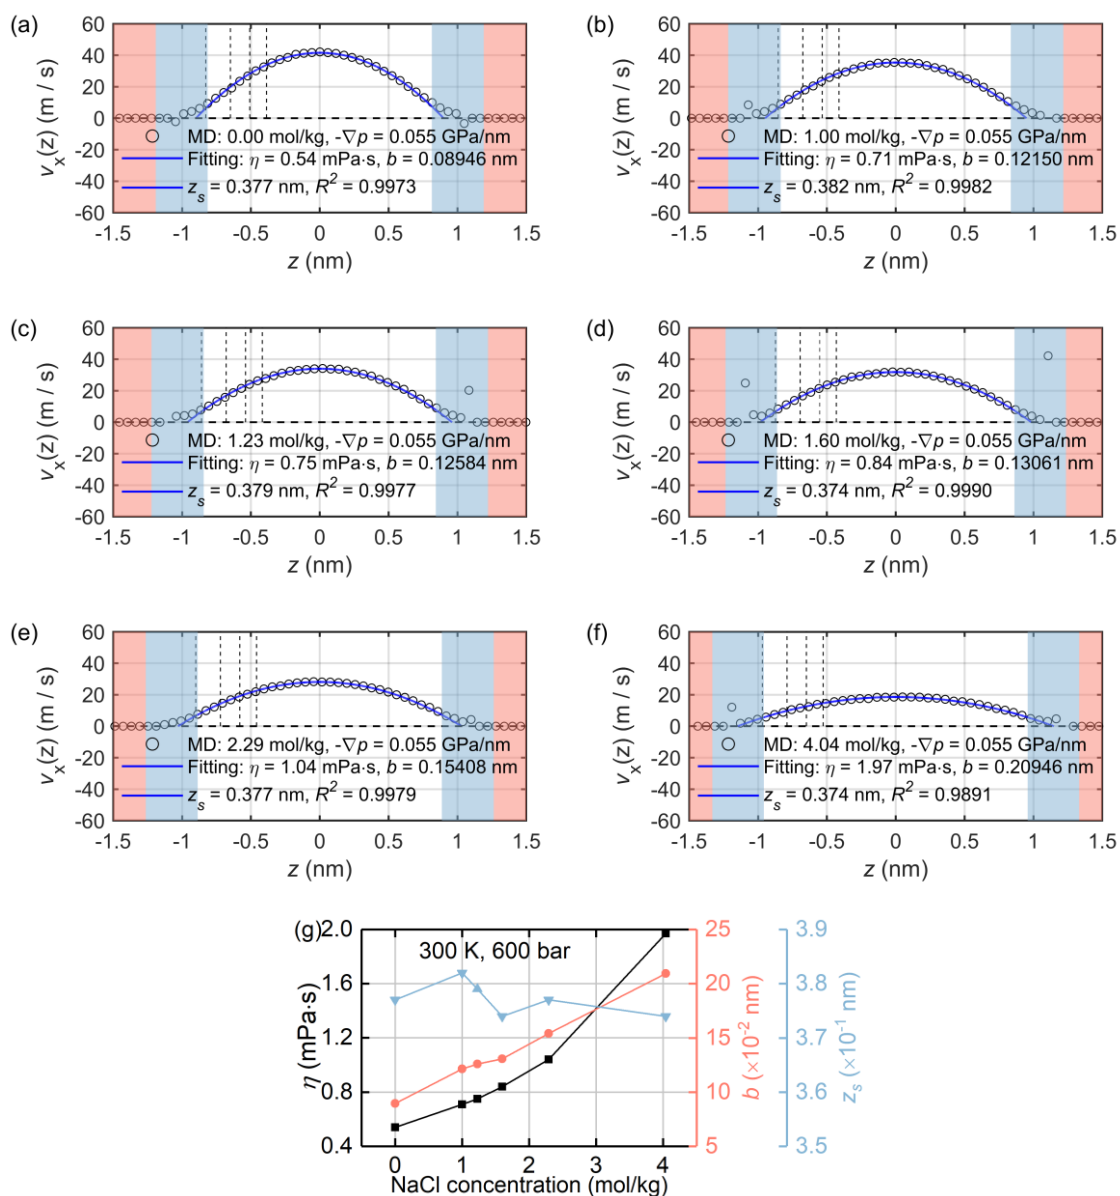 (a)
60
40
20
0
-20
-40
-60
v_x(z) (m / s)
MD: 0.00 mol/kg, -∇p = 0.055 GPa/nm
Fitting: η = 0.54 mPa·s, b = 0.08946 nm
z_s = 0.377 nm, R² = 0.9973
-1.5 -1 -0.5 0 0.5 1 1.5
z (nm)
(b)
60
40
20
0
-20
-40
-60
v_x(z) (m / s)
MD: 1.00 mol/kg, -∇p = 0.055 GPa/nm
Fitting: η = 0.71 mPa·s, b = 0.12150 nm
z_s = 0.382 nm, R² = 0.9982
-1.5 -1 -0.5 0 0.5 1 1.5
z (nm)
(c)
60
40
20
0
-20
-40
-60
v_x(z) (m / s)
MD: 1.23 mol/kg, -∇p = 0.055 GPa/nm
Fitting: η = 0.75 mPa·s, b = 0.12584 nm
z_s = 0.379 nm, R² = 0.9977
-1.5 -1 -0.5 0 0.5 1 1.5
z (nm)
(d)
60
40
20
0
-20
-40
-60
v_x(z) (m / s)
MD: 1.60 mol/kg, -∇p = 0.055 GPa/nm
Fitting: η = 0.84 mPa·s, b = 0.13061 nm
z_s = 0.374 nm, R² = 0.9990
-1.5 -1 -0.5 0 0.5 1 1.5
z (nm)
(e)
60
40
20
0
-20
-40
-60
v_x(z) (m / s)
MD: 2.29 mol/kg, -∇p = 0.055 GPa/nm
Fitting: η = 1.04 mPa·s, b = 0.15408 nm
z_s = 0.377 nm, R² = 0.9979
-1.5 -1 -0.5 0 0.5 1 1.5
z (nm)
(f)
60
40
20
0
-20
-40
-60
v_x(z) (m / s)
MD: 4.04 mol/kg, -∇p = 0.055 GPa/nm
Fitting: η = 1.97 mPa·s, b = 0.20946 nm
z_s = 0.374 nm, R² = 0.9891
-1.5 -1 -0.5 0 0.5 1 1.5
z (nm)
(g)
300 K, 600 bar
2.0
1.6
1.2
0.8
0.4
η (mPa·s)
25
20
15
10
5
b (×10⁻² nm)
3.9
3.8
3.7
3.6
3.5
z_s (×10⁻¹ nm)
0 1 2 3 4
NaCl concentration (mol/kg)